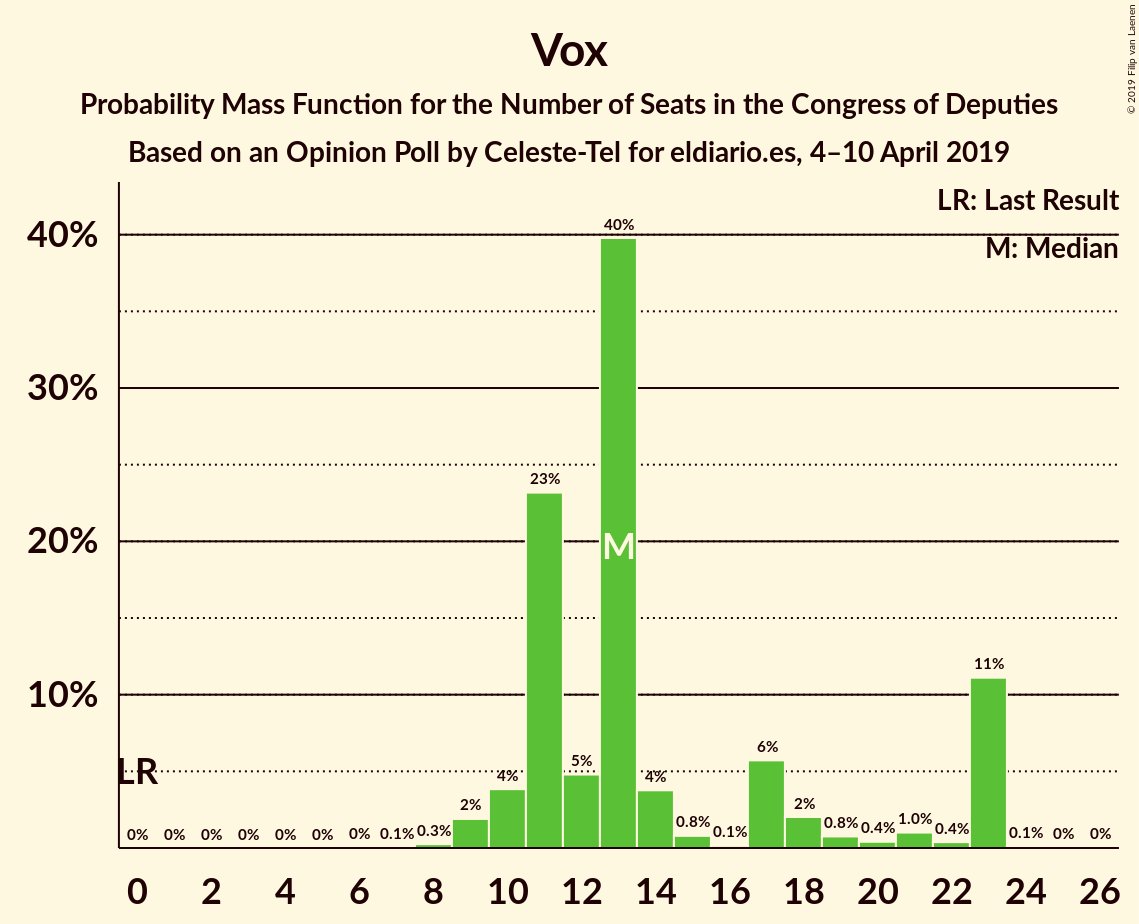 Vox
Probability Mass Function for the Number of Seats in the Congress of Deputies
Based on an Opinion Poll by Celeste-Tel for eldiario.es, 4–10 April 2019
© 2019 Filip van Laenen
LR: Last Result
M: Median
40%
30%
20%
10%
LR
M
0% 0% 0% 0% 0% 0% 0% 0.1% 0.3% 2% 4% 23% 5% 40% 4% 0.8% 0.1% 6% 2% 0.8% 0.4% 1.0% 0.4% 11% 0.1% 0% 0%
0 2 4 6 8 10 12 14 16 18 20 22 24 26